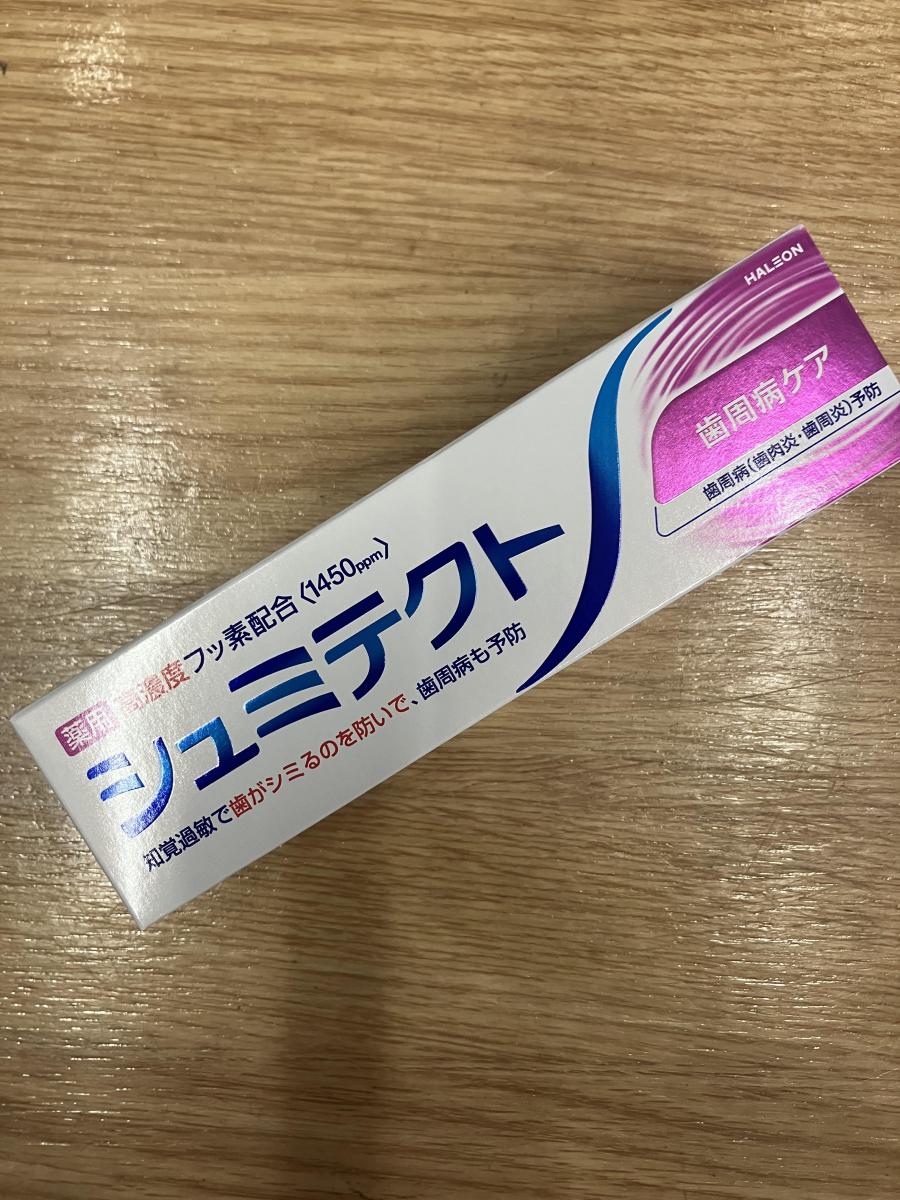 薬用 高濃度フッ素配合〈1450ppm〉
シュミテクト
知覚過敏で歯がシミるのを防いで、歯周病も予防
HALEON
歯周病ケア
歯周病(歯肉炎・歯周炎)予防